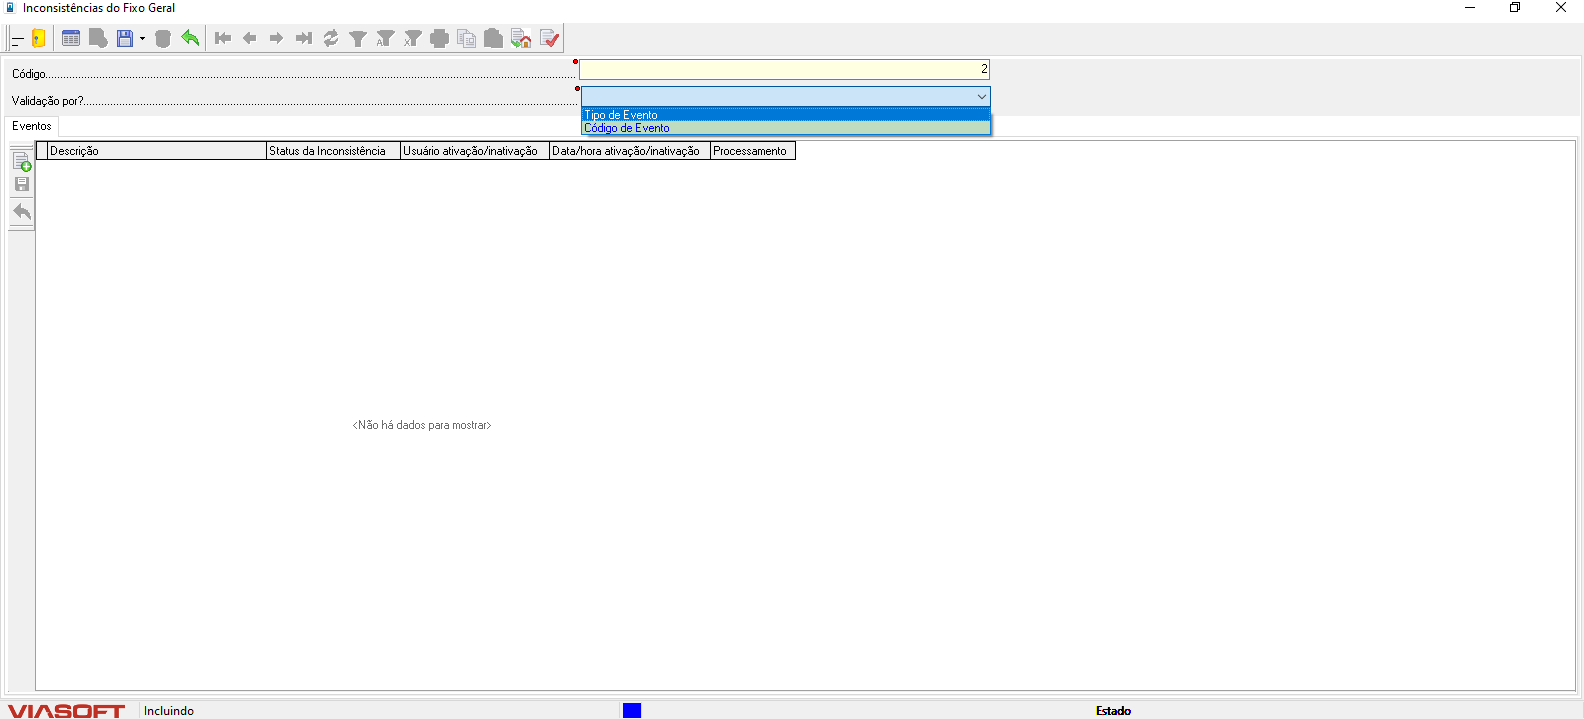 Inconsistências do Fixo Geral
Código
2
Validação por?
Tipo de Evento
Código de Evento
Eventos
Descrição Status da Inconsistência Usuário ativação/inativação Data/hora ativação/inativação Processamento
<Não há dados para mostrar>
VIASOFT Incluindo Estado